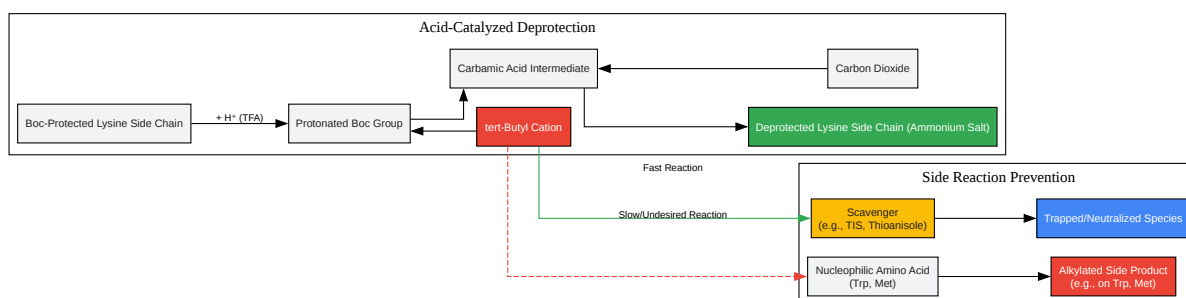 Acid-Catalyzed Deprotection
Carbamic Acid Intermediate
Carbon Dioxide
Boc-Protected Lysine Side Chain
+ H⁺ (TFA)
Protonated Boc Group
tert-Butyl Cation
Deprotected Lysine Side Chain (Ammonium Salt)
Fast Reaction
Side Reaction Prevention
Slow/Undesired Reaction
Scavenger
(e.g., TIS, Thioanisole)
Trapped/Neutralized Species
Nucleophilic Amino Acid
(Trp, Met)
Alkylated Side Product
(e.g., on Trp, Met)